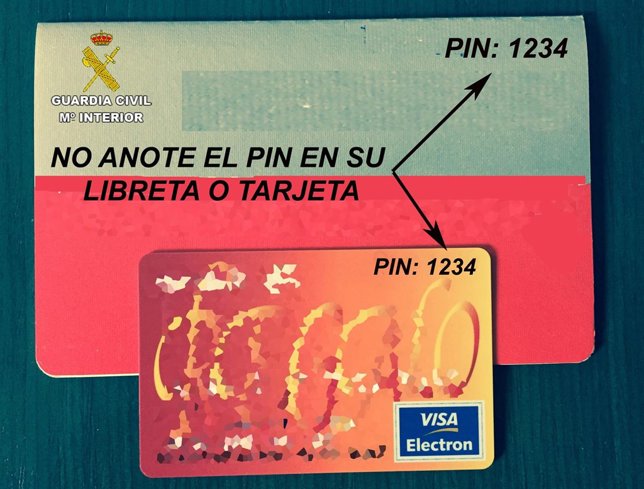 PIN: 1234
GUARDIA CIVIL
Mº INTERIOR
NO ANOTE EL PIN EN SU
LIBRETA O TARJETA
PIN: 1234
VISA
Electron